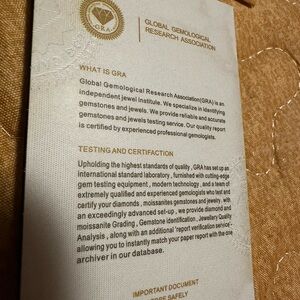 GRA
GLOBAL GEMOLOGICAL
RESEARCH ASSOCIATION
WHAT IS GRA
Global Gemological Research Association(GRA) is an
independent jewel institute. We specialize in identifying
gemstones and jewels. We provide reliable and accurate
gemstones and jewels testing service. Our quality report
is certified by experienced professional gemologists.
TESTING AND CERTIFACTION
Upholding the highest standards of quality , GRA has set up an
international standard laboratory , furnished with cutting-edge
gem testing equipment , modern technology , and a team of
extremely qualified and experienced gemologists who test and
certify your diamonds , moissanites gemstones and jewelry . with
an exceedingly advanced set-up , we provide diamond and
moissanite Grading , Gemstone identification , Jewellery Quality
Analysis , along with an additional 'report verification service' -
allowing you to instantly match your paper report with the one
archiver in our database.
IMPORTANT DOCUMENT
SAFELY